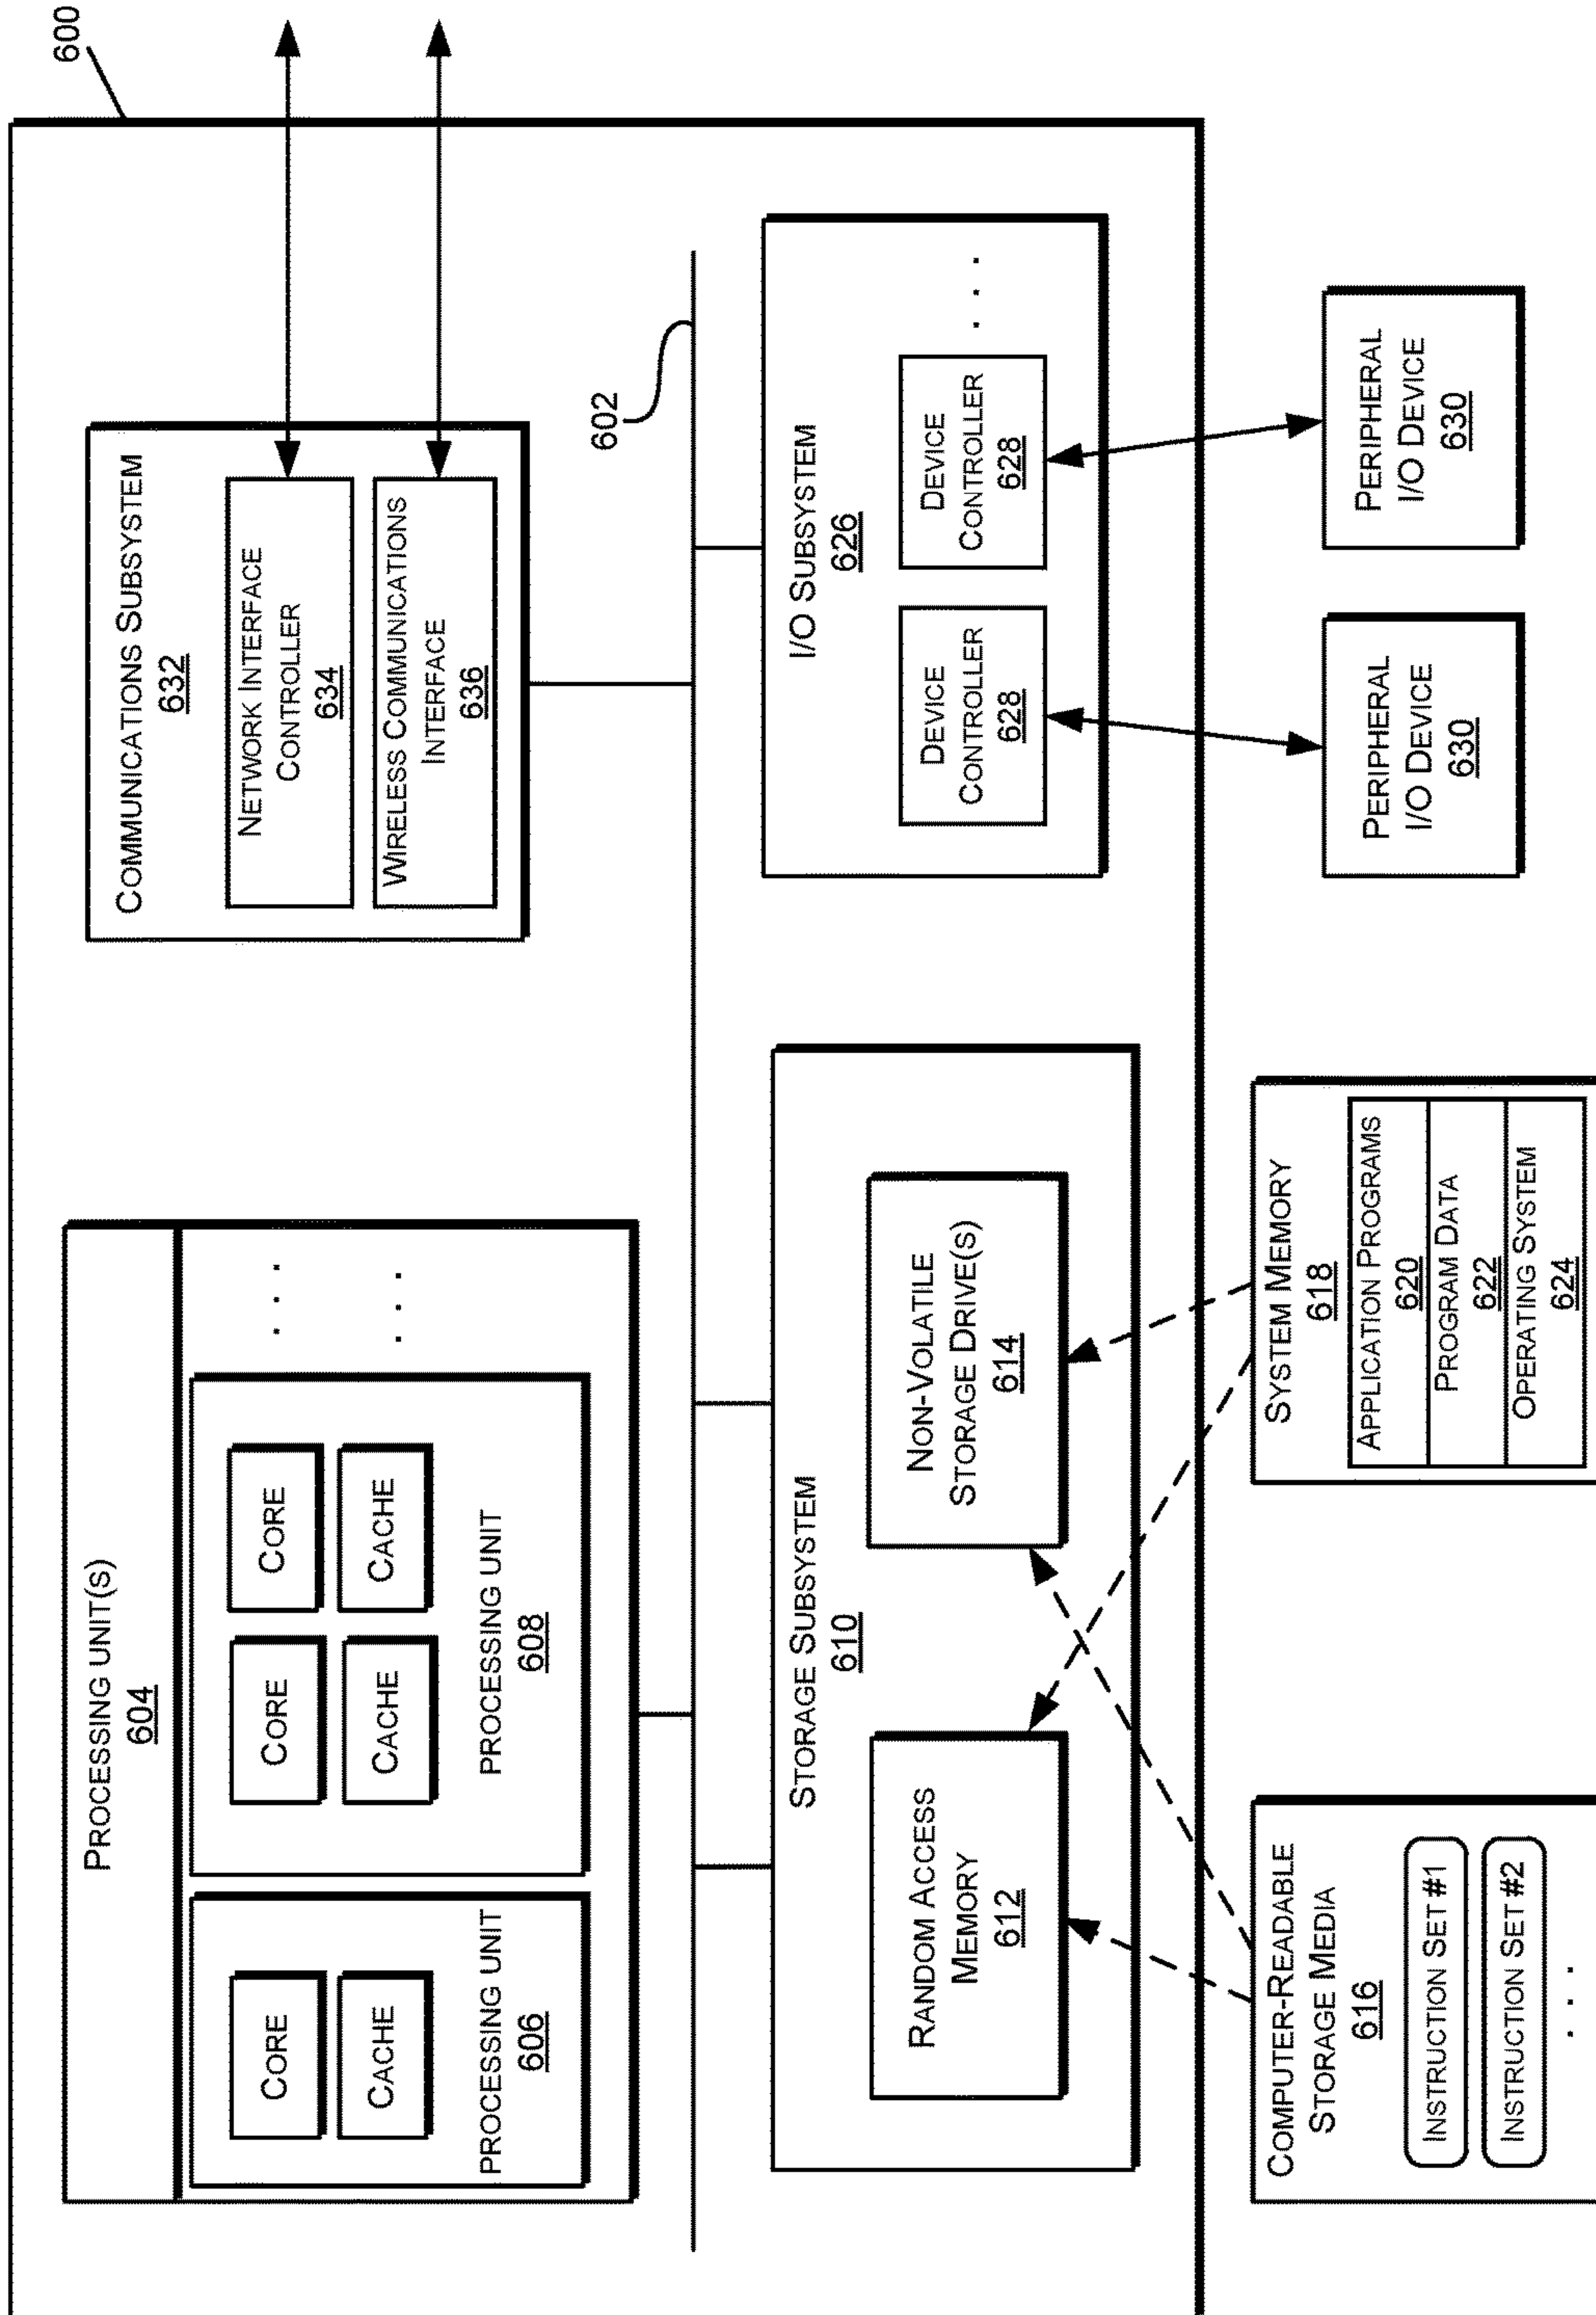 600
PROCESSING UNIT(S)
604
CORE
CACHE
PROCESSING UNIT
606
CORE
CORE
CACHE
CACHE
PROCESSING UNIT
608
. . .
. . .
COMMUNICATIONS SUBSYSTEM
632
NETWORK INTERFACE
CONTROLLER
634
WIRELESS COMMUNICATIONS
INTERFACE
636
602
STORAGE SUBSYSTEM
610
RANDOM ACCESS
MEMORY
612
NON-VOLATILE
STORAGE DRIVE(S)
614
I/O SUBSYSTEM
626
DEVICE
CONTROLLER
628
DEVICE
CONTROLLER
628
. . .
COMPUTER-READABLE
STORAGE MEDIA
616
INSTRUCTION SET #1
INSTRUCTION SET #2
. . .
SYSTEM MEMORY
618
APPLICATION PROGRAMS
620
PROGRAM DATA
622
OPERATING SYSTEM
624
PERIPHERAL
I/O DEVICE
630
PERIPHERAL
I/O DEVICE
630